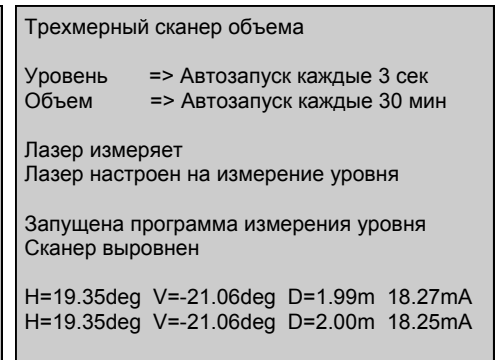 Трехмерный сканер объема
Уровень => Автозапуск каждые 3 сек
Объем => Автозапуск каждые 30 мин
Лазер измеряет
Лазер настроен на измерение уровня
Запущена программа измерения уровня
Сканер выровнен
H=19.35deg V=-21.06deg D=1.99m 18.27mA
H=19.35deg V=-21.06deg D=2.00m 18.25mA